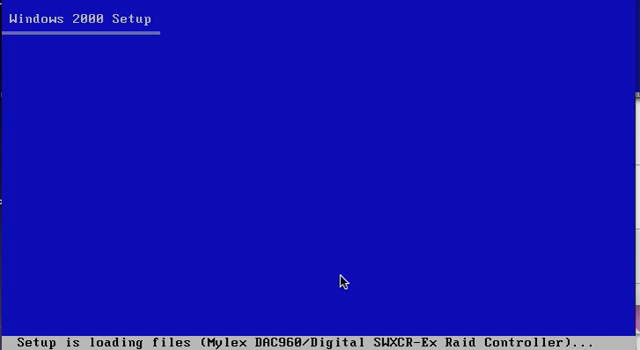 Windows 2000 Setup
Setup is loading files (Mylex DAC960/Digital SWXCR-Ex Raid Controller)...